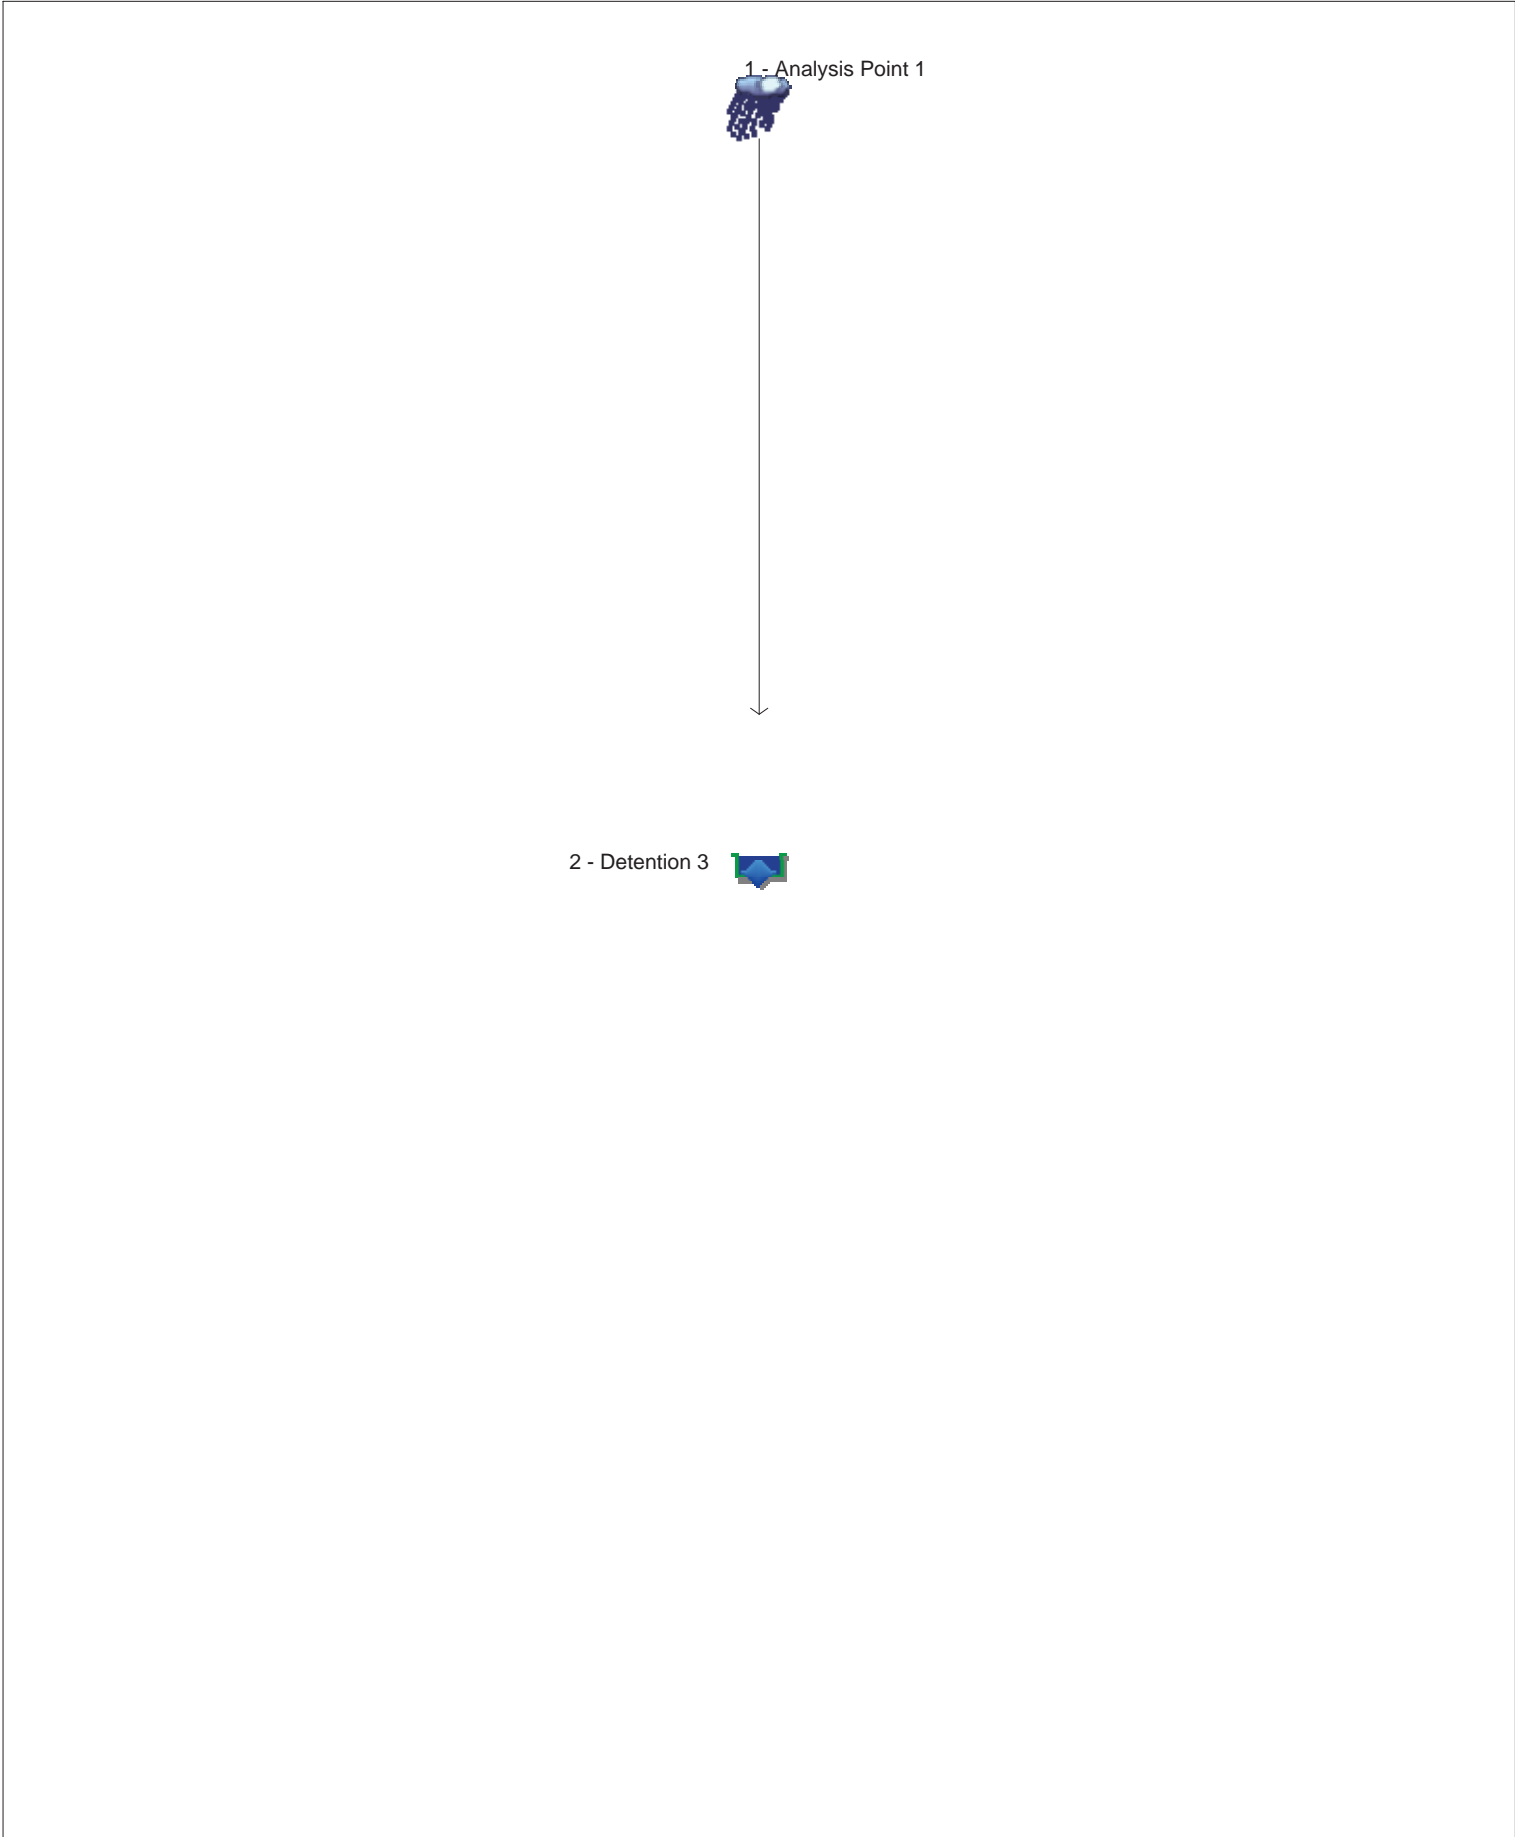 1 - Analysis Point 1
2 - Detention 3